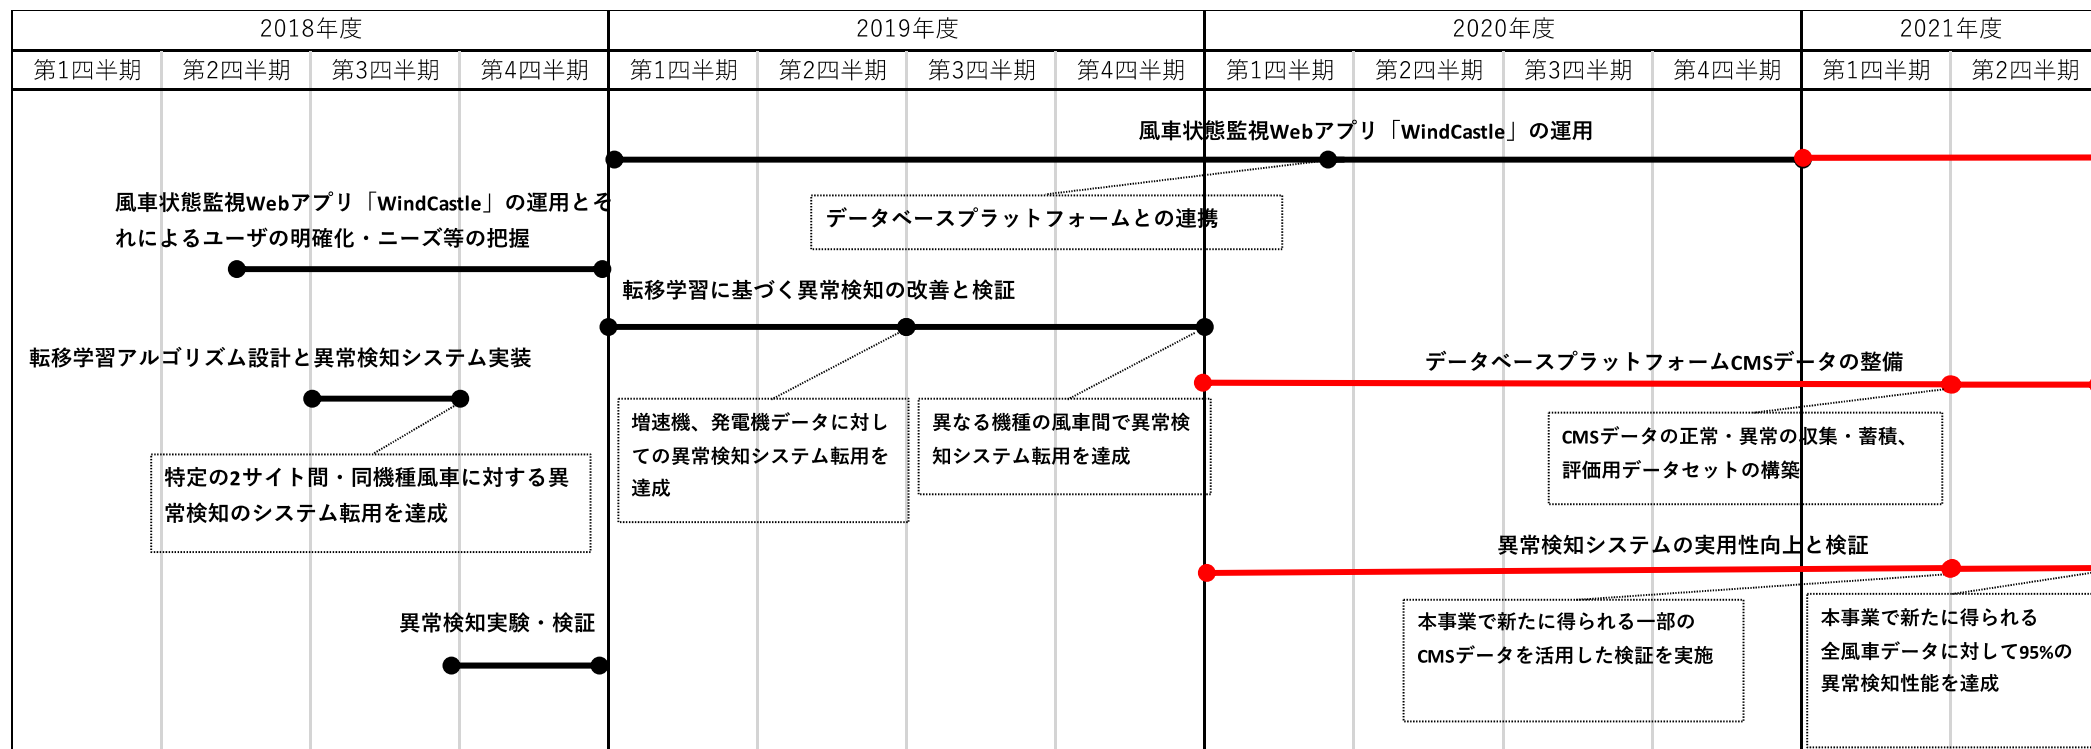 2018年度
2019年度
2020年度
2021年度
第1四半期
第2四半期
第3四半期
第4四半期
第1四半期
第2四半期
第3四半期
第4四半期
第1四半期
第2四半期
第3四半期
第4四半期
第1四半期
第2四半期
風車状態監視Webアプリ「WindCastle」の運用
データベースプラットフォームとの連携
風車状態監視Webアプリ「WindCastle」の運用とそ
れによるユーザの明確化・ニーズ等の把握
転移学習に基づく異常検知の改善と検証
転移学習アルゴリズム設計と異常検知システム実装
データベースプラットフォームCMSデータの整備
増速機、発電機データに対し
ての異常検知システム転用を
達成
異なる機種の風車間で異常検
知システム転用を達成
CMSデータの正常・異常の収集・蓄積、
評価用データセットの構築
特定の2サイト間・同機種風車に対する異
常検知のシステム転用を達成
異常検知システムの実用性向上と検証
異常検知実験・検証
本事業で新たに得られる一部の
CMSデータを活用した検証を実施
本事業で新たに得られる
全風車データに対して95%の
異常検知性能を達成